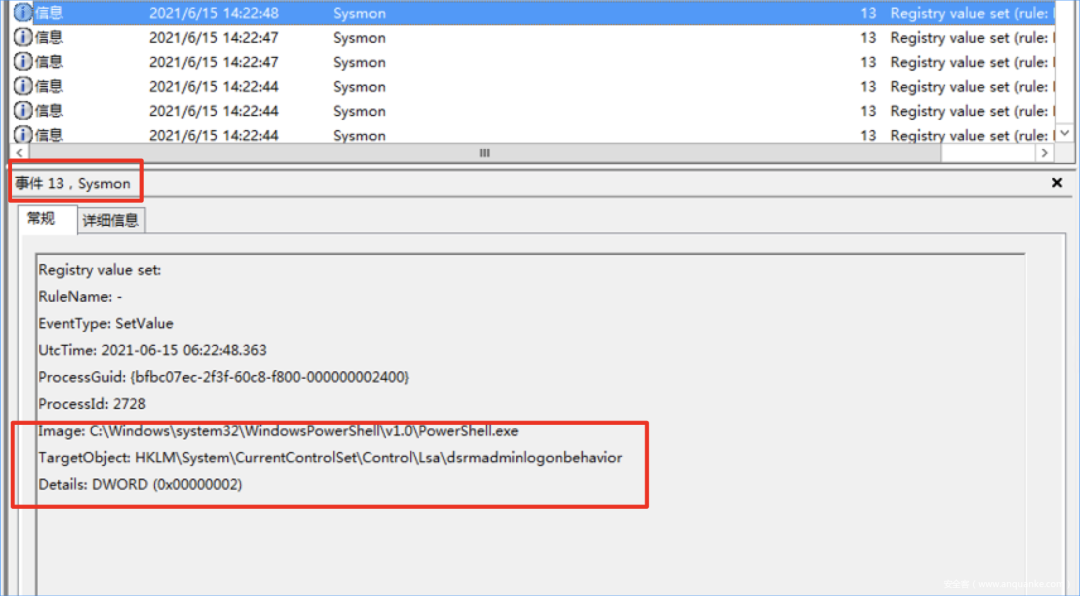 信息 2021/6/15 14:22:48 Sysmon 13 Registry value set (rule:
信息 2021/6/15 14:22:47 Sysmon 13 Registry value set (rule:
信息 2021/6/15 14:22:47 Sysmon 13 Registry value set (rule:
信息 2021/6/15 14:22:44 Sysmon 13 Registry value set (rule:
信息 2021/6/15 14:22:44 Sysmon 13 Registry value set (rule:
信息 2021/6/15 14:22:44 Sysmon 13 Registry value set (rule:
事件 13，Sysmon
常规 详细信息
Registry value set:
RuleName: -
EventType: SetValue
UtcTime: 2021-06-15 06:22:48.363
ProcessGuid: {bfbc07ec-2f3f-60c8-f800-000000002400}
ProcessId: 2728
Image: C:\Windows\system32\WindowsPowerShell\v1.0\PowerShell.exe
TargetObject: HKLM\System\CurrentControlSet\Control\Lsa\dsrmadminlogonbehavior
Details: DWORD (0x00000002)